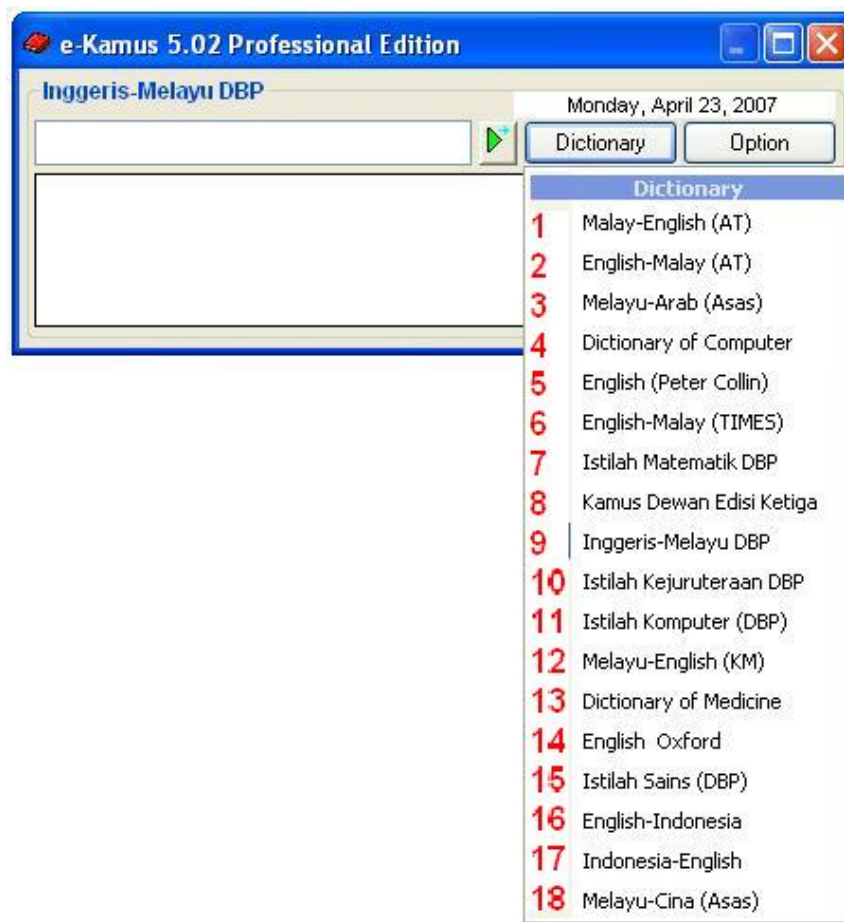 e-Kamus 5.02 Professional Edition
Inggeris-Melayu DBP
Monday, April 23, 2007
Dictionary Option
Dictionary
1 Malay-English (AT)
2 English-Malay (AT)
3 Melayu-Arab (Asas)
4 Dictionary of Computer
5 English (Peter Collin)
6 English-Malay (TIMES)
7 Istilah Matematik DBP
8 Kamus Dewan Edisi Ketiga
9 Inggeris-Melayu DBP
10 Istilah Kejuruteraan DBP
11 Istilah Komputer (DBP)
12 Melayu-English (KM)
13 Dictionary of Medicine
14 English Oxford
15 Istilah Sains (DBP)
16 English-Indonesia
17 Indonesia-English
18 Melayu-Cina (Asas)